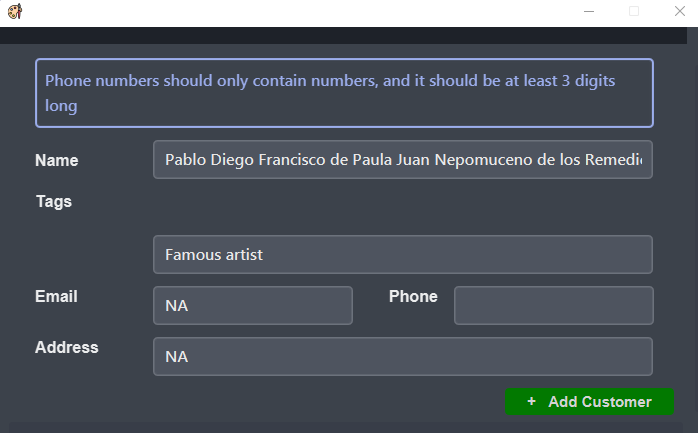 Phone numbers should only contain numbers, and it should be at least 3 digits
long
Name
Pablo Diego Francisco de Paula Juan Nepomuceno de los Remedi
Tags
Famous artist
Email
NA
Phone
Address
NA
+ Add Customer